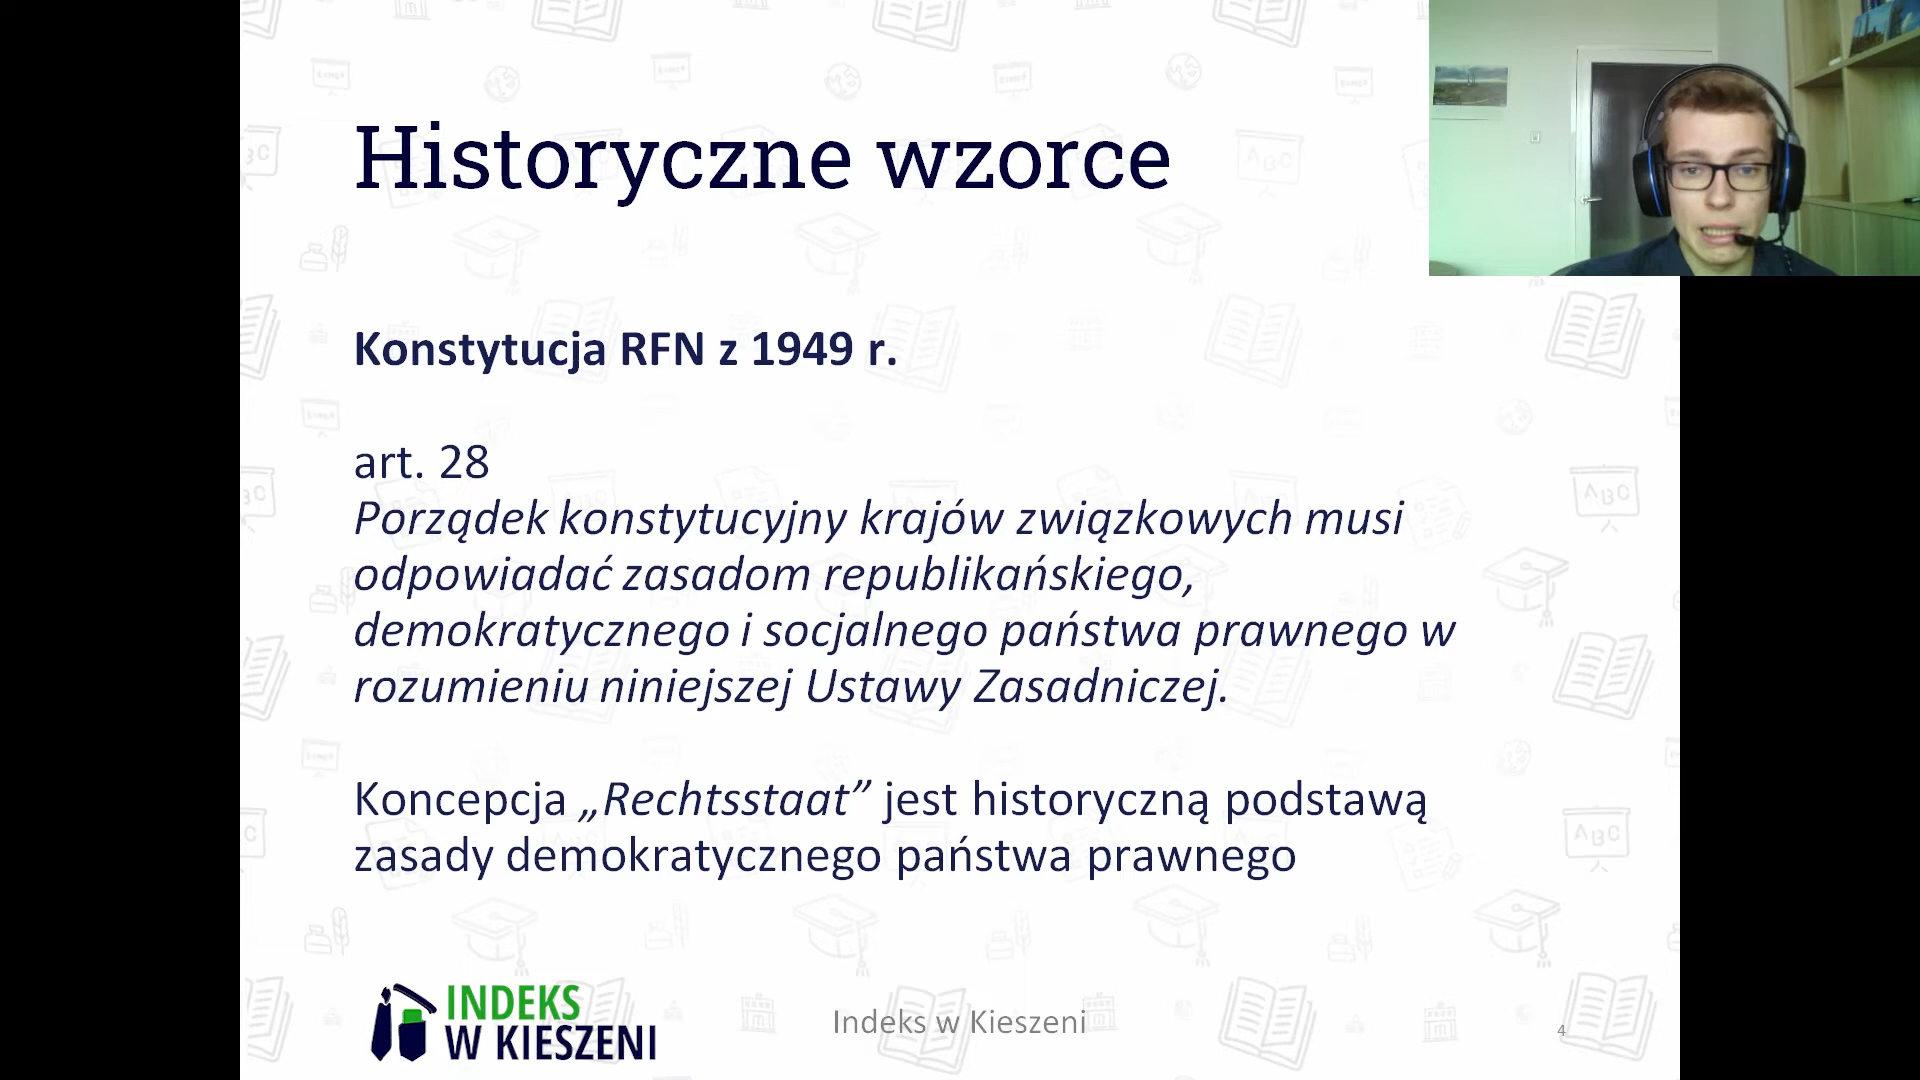 Historyczne wzorce
Konstytucja RFN z 1949 r.
art. 28
Porządek konstytucyjny krajów związkowych musi
odpowiadać zasadom republikańskiego,
demokratycznego i socjalnego państwa prawnego w
rozumieniu niniejszej Ustawy Zasadniczej.
Koncepcja „Rechtsstaat” jest historyczną podstawą
zasady demokratycznego państwa prawnego
INDEKS
W KIESZENI
Indeks w Kieszeni
4